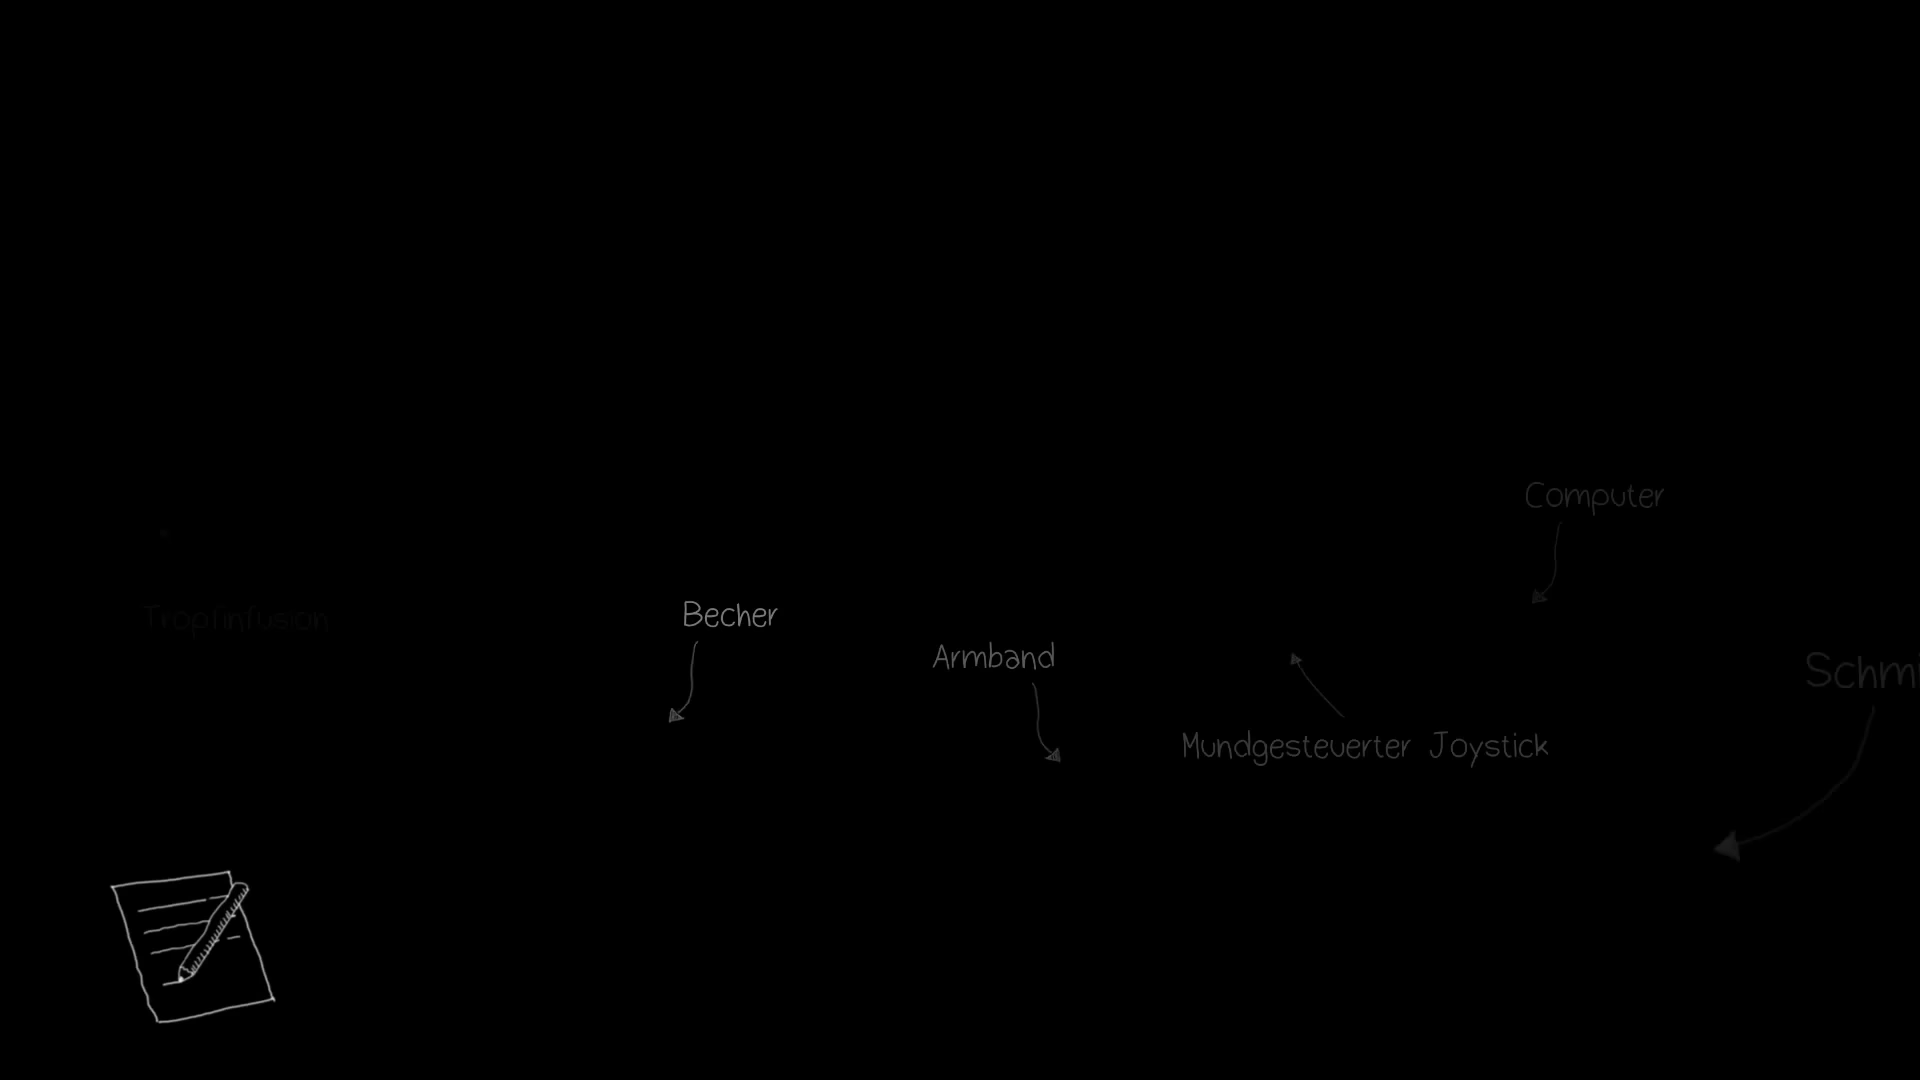 Computer
Becher
Tropfinfusion
Armband
Mundgesteuerter Joystick